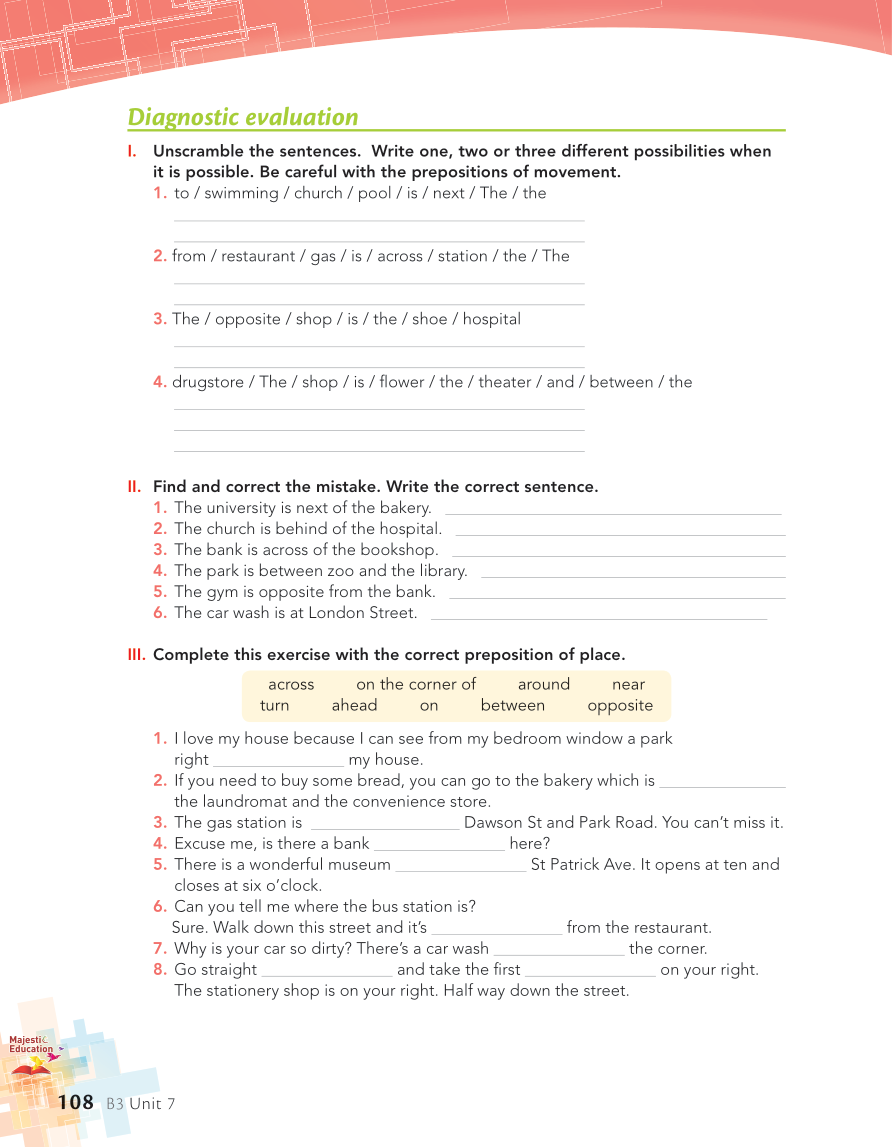 Diagnostic evaluation
I. Unscramble the sentences. Write one, two or three different possibilities when
it is possible. Be careful with the prepositions of movement.
1. to / swimming / church / pool / is / next / The / the
2. from / restaurant / gas / is / across / station / the / The
3. The / opposite / shop / is / the / shoe / hospital
4. drugstore / The / shop / is / flower / the / theater / and / between / the
II. Find and correct the mistake. Write the correct sentence.
1. The university is next of the bakery.
2. The church is behind of the hospital.
3. The bank is across of the bookshop.
4. The park is between zoo and the library.
5. The gym is opposite from the bank.
6. The car wash is at London Street.
III. Complete this exercise with the correct preposition of place.
across on the corner of around near
turn ahead on between opposite
1. I love my house because I can see from my bedroom window a park
right ________ my house.
2. If you need to buy some bread, you can go to the bakery which is ________
the laundromat and the convenience store.
3. The gas station is ________ Dawson St and Park Road. You can't miss it.
4. Excuse me, is there a bank ________ here?
5. There is a wonderful museum ________ St Patrick Ave. It opens at ten and
closes at six o'clock.
6. Can you tell me where the bus station is?
Sure. Walk down this street and it's ________ from the restaurant.
7. Why is your car so dirty? There's a car wash ________ the corner.
8. Go straight ________ and take the first ________ on your right.
The stationery shop is on your right. Half way down the street.
Majestic
Education
108 B3 Unit 7